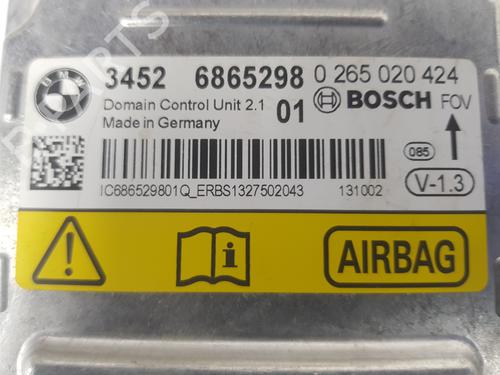 BMW
3452 6865298 0 265 020 424
Domain Control Unit 2.1 01 BOSCH FOV
Made in Germany
085
V-1.3
IC686529801Q_ERBS1327502043 131002
i
AIRBAG